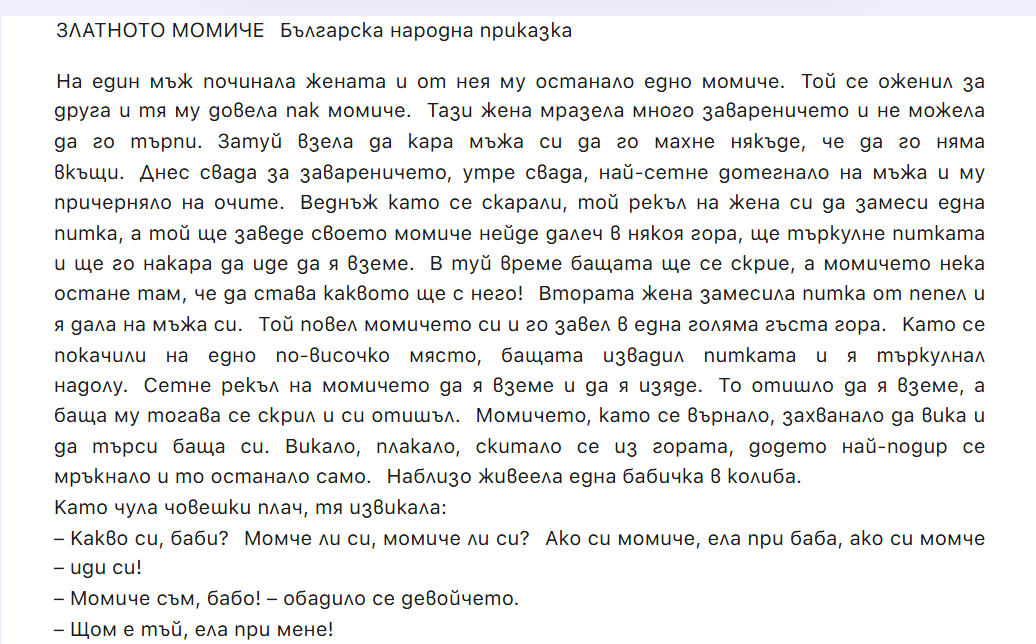 ЗЛАТНОТО МОМИЧЕ Българска народна приказка
На един мъж починала жената и от нея му останало едно момиче. Той се оженил за
друга и тя му довела пак момиче. Тази жена мразела много завареничето и не можела
да го търпи. Затуй взела да кара мъжа си да го махне някъде, че да го няма
вкъщи. Днес свада за завареничето, утре свада, най-сетне дотегнало на мъжа и му
причерняло на очите. Веднъж като се скарали, той рекъл на жена си да замеси една
питка, а той ще заведе своето момиче нейде далеч в някоя гора, ще търкулне питката
и ще го накара да иде да я вземе. В туй време бащата ще се скрие, а момичето нека
остане там, че да става каквото ще с него! Втората жена замесила питка от пепел и
я дала на мъжа си. Той повел момичето си и го завел в една голяма гъста гора. Като се
покачили на едно по-височко място, бащата извадил питката и я търкулнал
надолу. Сетне рекъл на момичето да я вземе и да я изяде. То отишло да я вземе, а
баща му тогава се скрил и си отишъл. Момичето, като се върнало, захванало да вика и
да търси баща си. Викало, плакало, скитало се из гората, додето най-подир се
мръкнало и то останало само. Наблизо живеела една бабичка в колиба.
Като чула човешки плач, тя извикала:
– Какво си, баби? Момче ли си, момиче ли си? Ако си момиче, ела при баба, ако си момче
– иди си!
– Момиче съм, бабо! – обадило се девойчето.
– Щом е тъй, ела при мене!